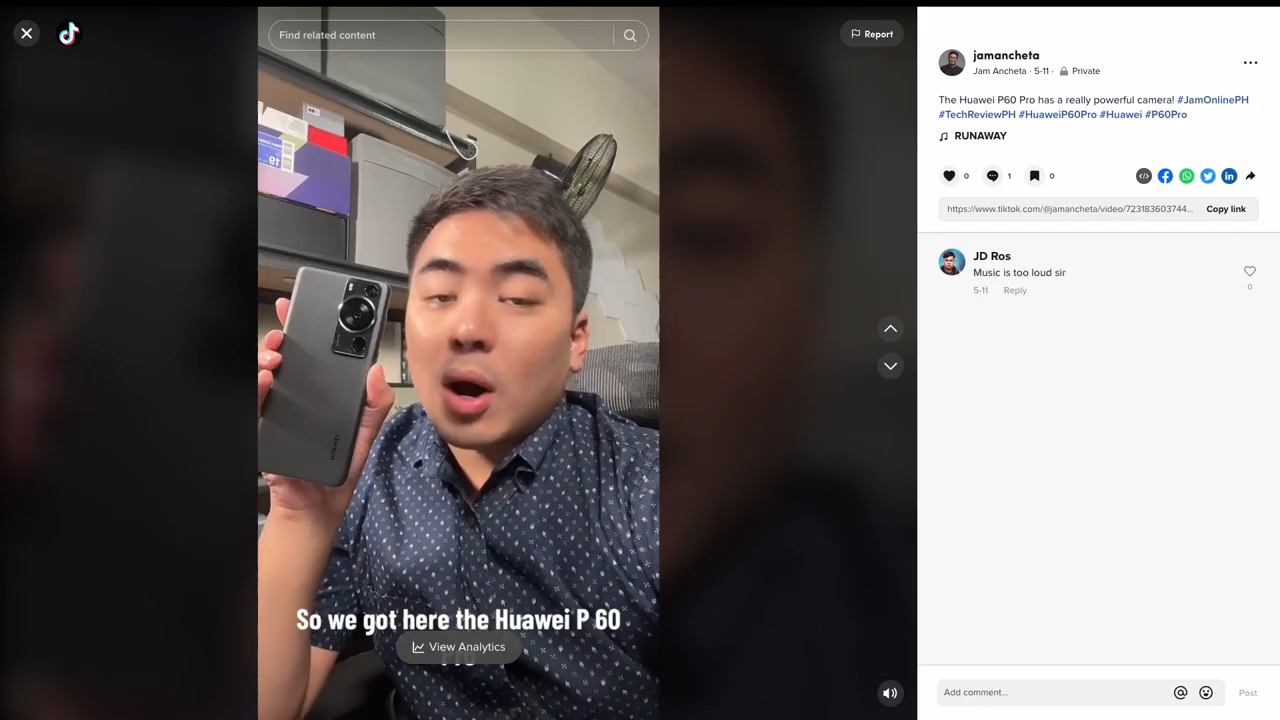 Find related content
Report
So we got here the Huawei P 60
View Analytics
HUAWEI
jamancheta
Jam Ancheta · 5-11 · Private
The Huawei P60 Pro has a really powerful camera! #JamOnlinePH
#TechReviewPH #HuaweiP60Pro #Huawei #P60Pro
RUNAWAY
0 1 0
https://www.tiktok.com/@jamancheta/video/723183603744... Copy link
JD Ros
Music is too loud sir
5-11 Reply
0
Add comment... Post